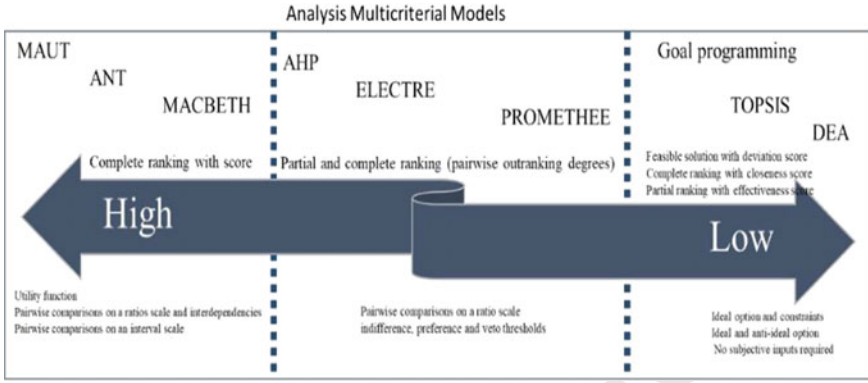 Analysis Multicriterial Models
MAUT
ANT
MACBETH
Complete ranking with score
AHP
ELECTRE
PROMETHEE
Partial and complete ranking (pairwise outranking degrees)
Goal programming
TOPSIS
DEA
Feasible solution with deviation score
Complete ranking with closeness score
Partial ranking with effectiveness score
High
Low
Utility function
Pairwise comparisons on a ratios scale and interdependencies
Pairwise comparisons on an interval scale
Pairwise comparisons on a ratio scale
indifference, preference and veto thresholds
Ideal option and constraints
Ideal and anti-ideal option
No subjective inputs required